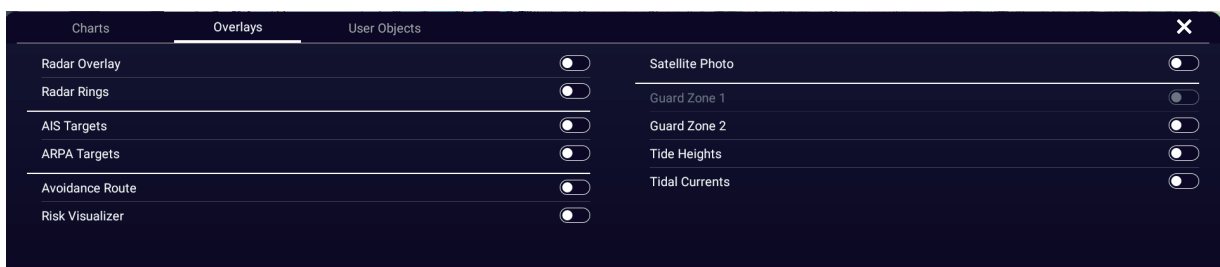 Charts Overlays User Objects
Radar Overlay
Radar Rings
AIS Targets
ARPA Targets
Avoidance Route
Risk Visualizer
Satellite Photo
Guard Zone 1
Guard Zone 2
Tide Heights
Tidal Currents